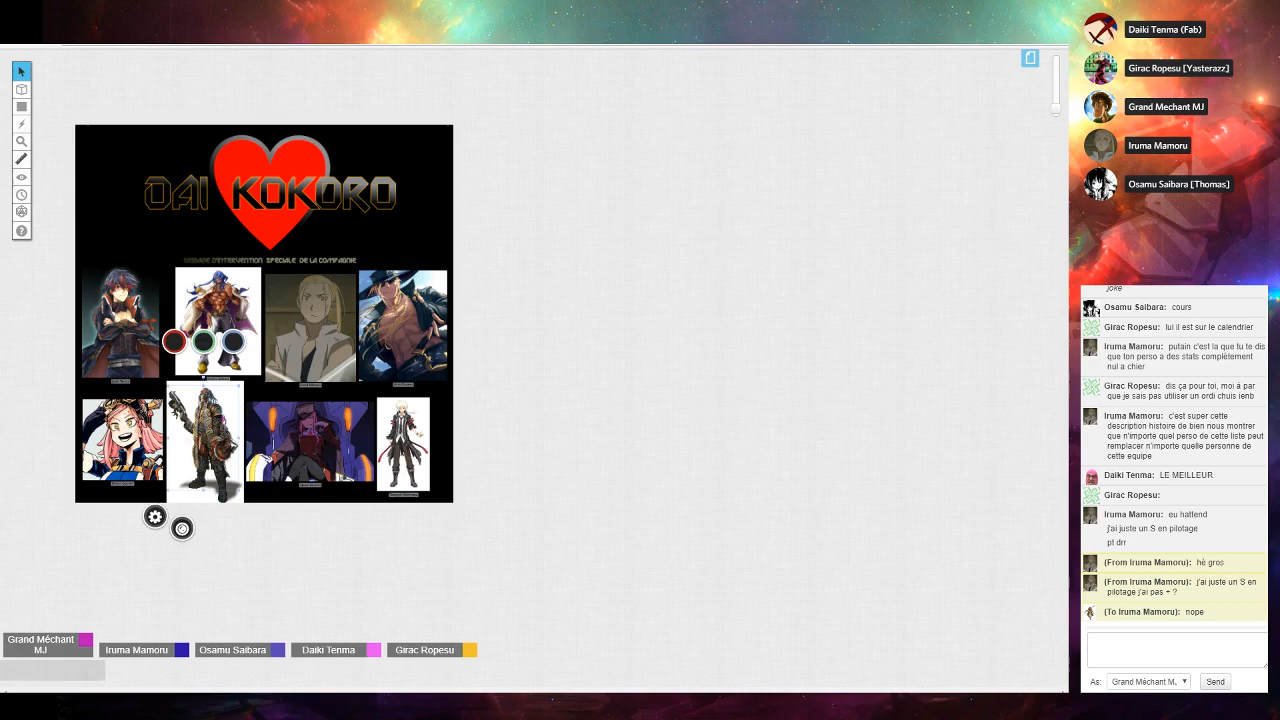 Daiki Tenma (Fab)
Girac Ropesu [Yasterazz]
Grand Mechant MJ
Iruma Mamoru
Osamu Saibara [Thomas]
DAI KOKORO
BRIGADE D'INTERVENTION SPECIALE DE LA COMPAGNIE
joke
Osamu Saibara: cours
Girac Ropesu: lui il est sur le calendrier
Iruma Mamoru: putain c'est la que tu te dis
que ton perso a des stats complètement
nul a chier
Girac Ropesu: dis ça pour toi, moi à par
que je sais pas utiliser un ordi chuis ienb
Iruma Mamoru: c'est super cette
description histoire de bien nous montrer
que n'importe quel perso de cette liste peut
remplacer n'importe quelle personne de
cette equipe
Daiki Tenma: LE MEILLEUR
Girac Ropesu:
Iruma Mamoru: eu hattend
j'ai juste un S en pilotage
pt drr
(From Iruma Mamoru): hè gros
(From Iruma Mamoru): j'ai juste un S en
pilotage j'ai pas + ?
(To Iruma Mamoru): nope
As: Grand Méchant M. Send
Grand Méchant
MJ
Iruma Mamoru
Osamu Saibara
Daiki Tenma
Girac Ropesu